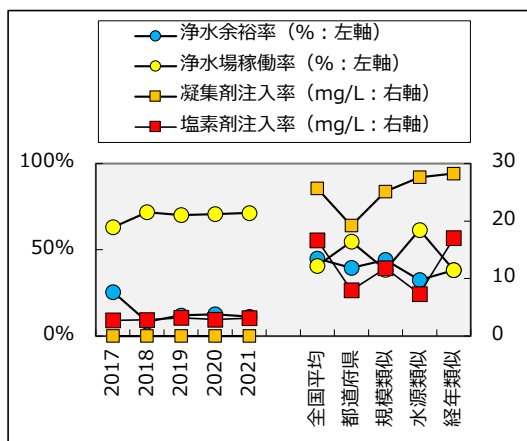 浄水余裕率（%：左軸）
浄水場稼働率（%：左軸）
凝集剤注入率（mg/L：右軸）
塩素剤注入率（mg/L：右軸）
100%
50%
0%
30
20
10
0
2017
2018
2019
2020
2021
全国平均
都道府県
規模類似
水源類似
経年類似